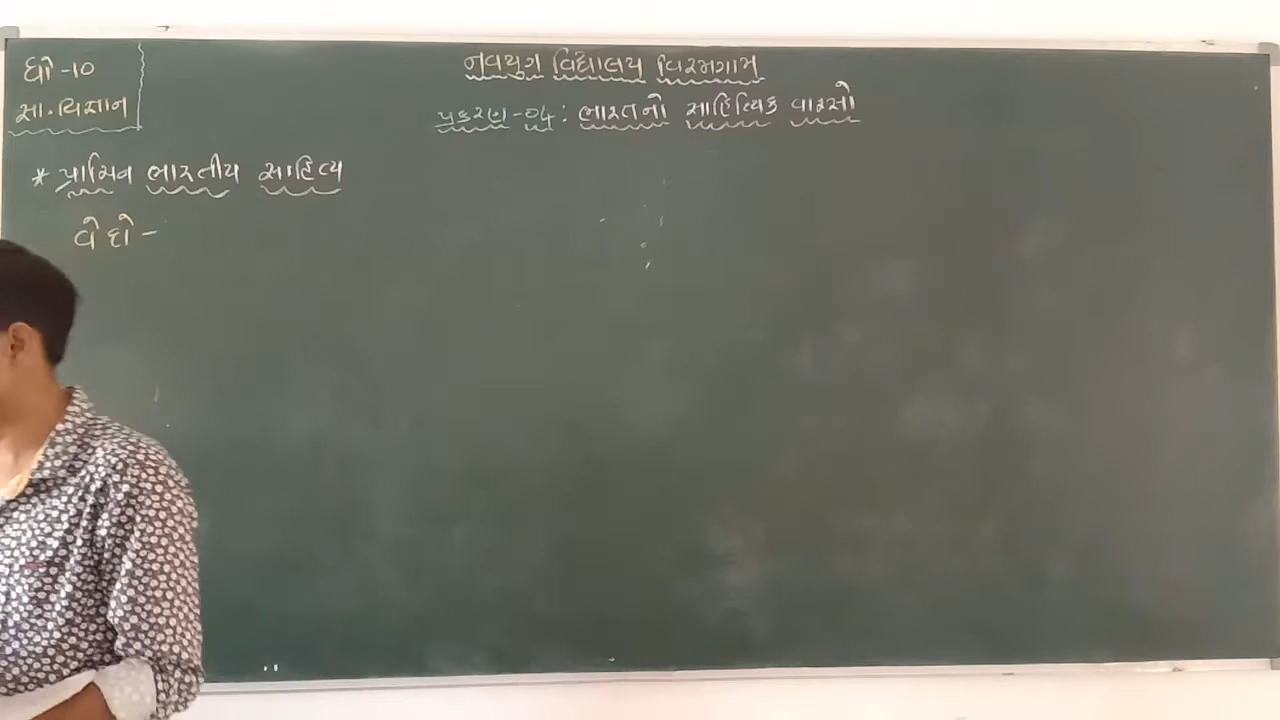 ધો-10
સા.વિજ્ઞાન
નવયુગ વિદ્યાલય વિરમગામ
પ્રકરણ-04: ભારતનો સાહિત્યિક વારસો
* પ્રાચિન ભારતીય સાહિત્ય
વેદો-